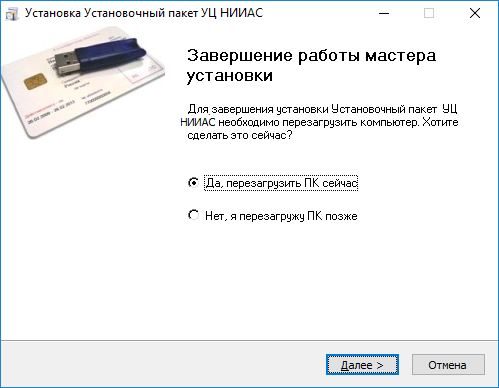 Установка Установочный пакет УЦ НИИАС
Завершение работы мастера
установки
Для завершения установки Установочный пакет УЦ
НИИАС необходимо перезагрузить компьютер. Хотите
сделать это сейчас?
Да, перезагрузить ПК сейчас
Нет, я перезагружу ПК позже
Далее >
Отмена